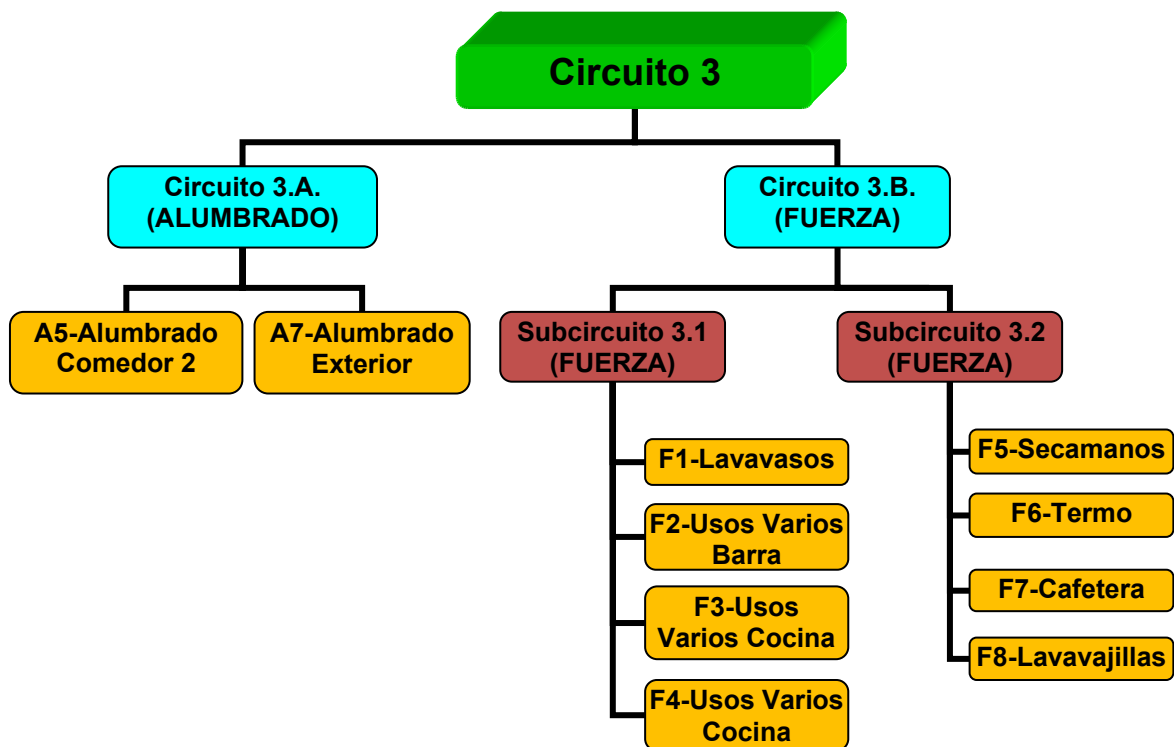 Circuito 3
Circuito 3.A.
(ALUMBRADO)
Circuito 3.B.
(FUERZA)
A5-Alumbrado
Comedor 2
A7-Alumbrado
Exterior
Subcircuito 3.1
(FUERZA)
Subcircuito 3.2
(FUERZA)
F1-Lavavasos
F2-Usos Varios
Barra
F3-Usos
Varios Cocina
F4-Usos Varios
Cocina
F5-Secamanos
F6-Termo
F7-Cafetera
F8-Lavavajillas